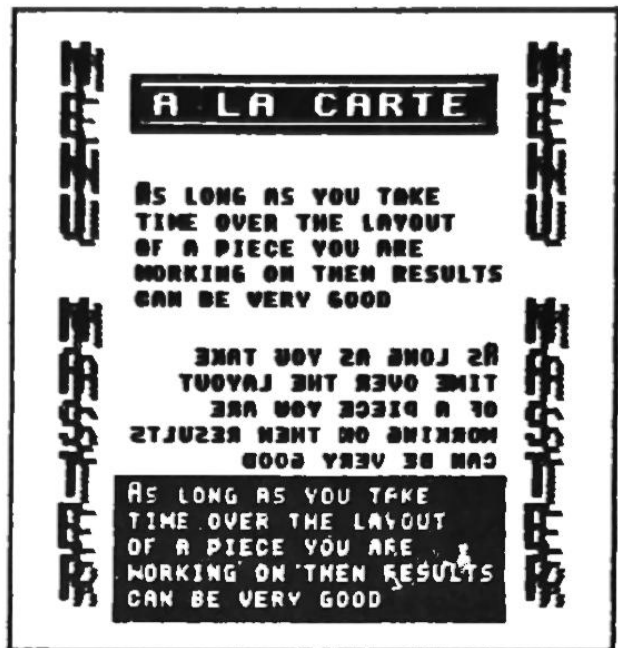 MENU
MASTER
A LA CARTE
AS LONG AS YOU TAKE
TIME OVER THE LAYOUT
OF A PIECE YOU ARE
WORKING ON THEN RESULTS
CAN BE VERY GOOD
AS LONG AS YOU TAKE
TIME OVER THE LAYOUT
OF A PIECE YOU ARE
WORKING ON THEN RESULTS
CAN BE VERY GOOD
AS LONG AS YOU TAKE
TIME OVER THE LAYOUT
OF A PIECE YOU ARE
WORKING ON THEN RESULTS
CAN BE VERY GOOD
MENU
MASTER